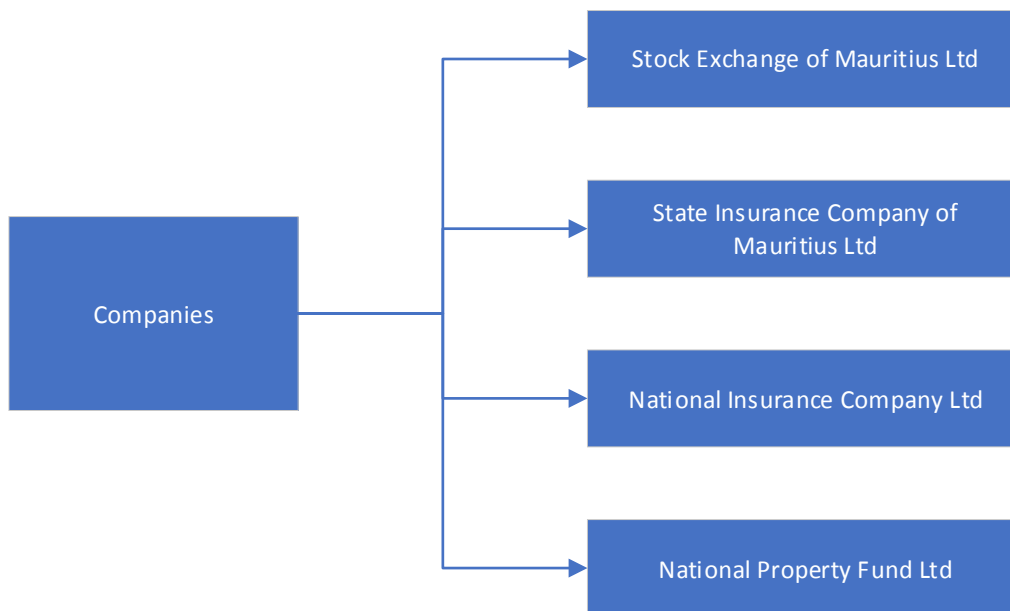 Companies
Stock Exchange of Mauritius Ltd
State Insurance Company of
Mauritius Ltd
National Insurance Company Ltd
National Property Fund Ltd